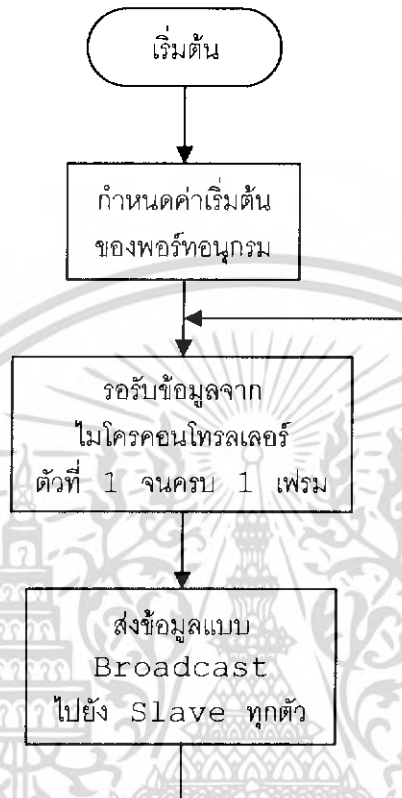 เริ่มต้น
กำหนดค่าเริ่มต้น
ของพอร์ทอนุกรม
รอรับข้อมูลจาก
ไมโครคอนโทรลเลอร์
ตัวที่ 1 จนครบ 1 เฟรม
ส่งข้อมูลแบบ
Broadcast
ไปยัง Slave ทุกตัว